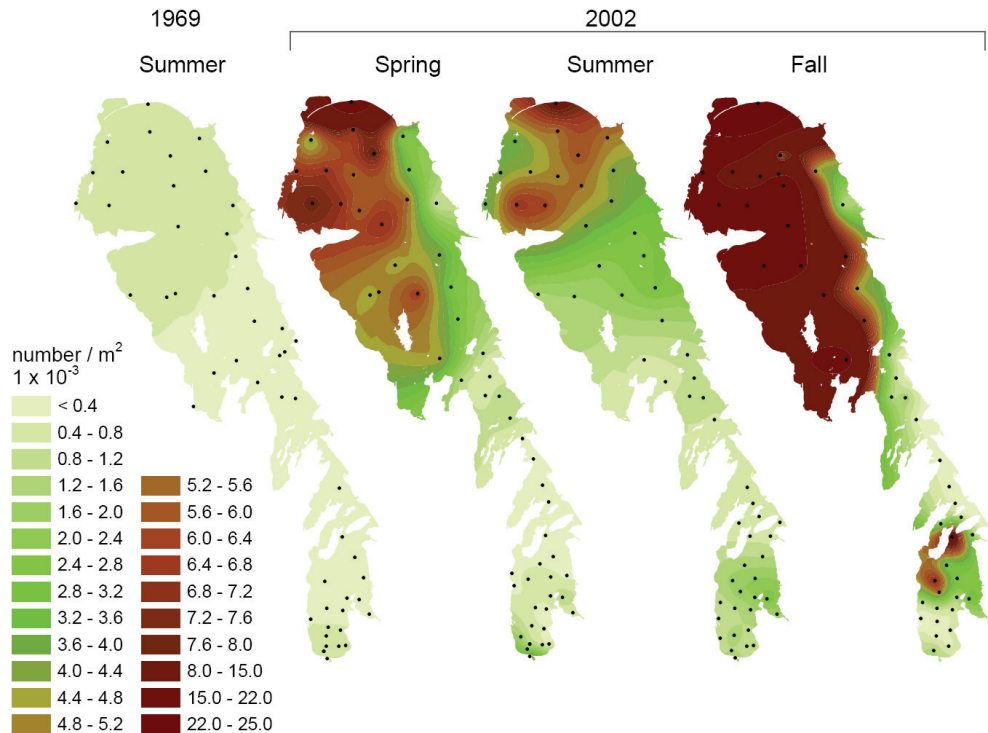 1969
2002
Summer
Spring
Summer
Fall
number / m²
1 x 10⁻³
< 0.4
0.4 - 0.8
0.8 - 1.2
1.2 - 1.6
1.6 - 2.0
2.0 - 2.4
2.4 - 2.8
2.8 - 3.2
3.2 - 3.6
3.6 - 4.0
4.0 - 4.4
4.4 - 4.8
4.8 - 5.2
5.2 - 5.6
5.6 - 6.0
6.0 - 6.4
6.4 - 6.8
6.8 - 7.2
7.2 - 7.6
7.6 - 8.0
8.0 - 15.0
15.0 - 22.0
22.0 - 25.0